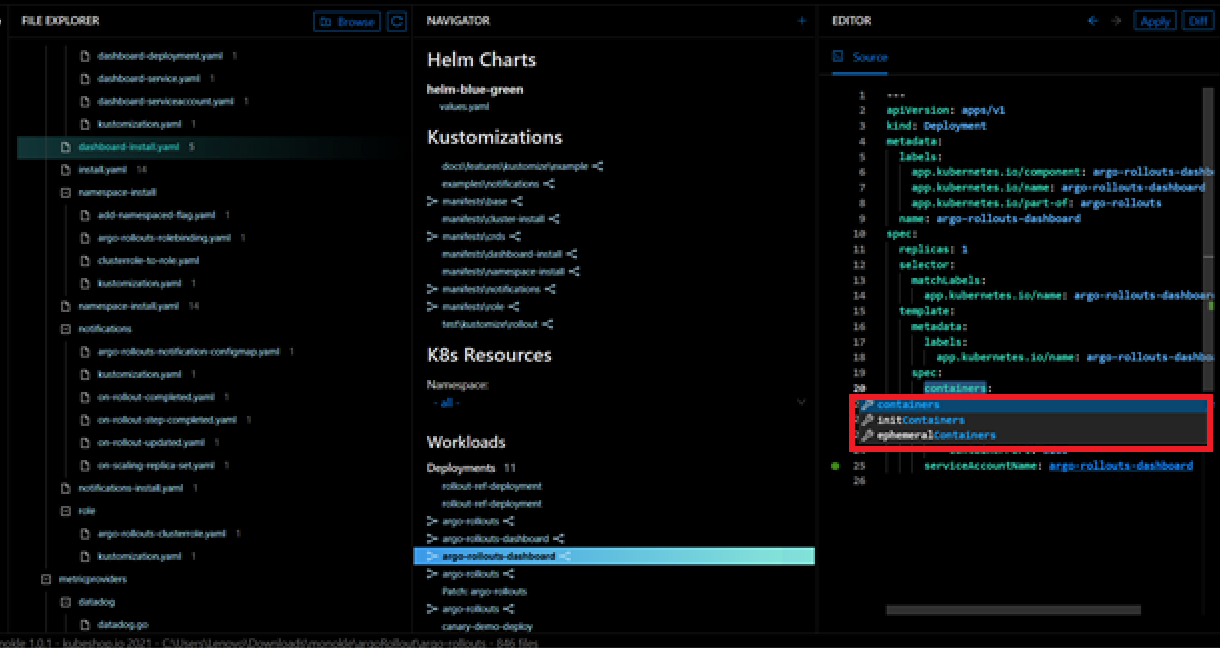 FILE EXPLORER
Browse
dashboard-deployment.yaml 1
dashboard-service.yaml 1
dashboard-serviceaccount.yaml 1
kustomization.yaml 1
dashboard-install.yaml 5
install.yaml 14
namespace-install
add-namespaced-flag.yaml 1
argo-rollouts-rolebinding.yaml 1
clusterrole-to-role.yaml
kustomization.yaml 1
namespace-install.yaml 14
notifications
argo-rollouts-notification-configmap.yaml 1
kustomization.yaml 1
on-rollout-completed.yaml 1
on-rollout-step-completed.yaml 1
on-rollout-updated.yaml 1
on-scaling-replica-set.yaml 1
notifications-install.yaml 1
role
argo-rollouts-clusterrole.yaml 1
kustomization.yaml 1
metricproviders
datadog
datadog.go
NAVIGATOR
+
Helm Charts
helm-blue-green
values.yaml
Kustomizations
docs\features\kustomize\example
examples\notifications
manifests\base
manifests\cluster-install
manifests\crds
manifests\dashboard-install
manifests\namespace-install
manifests\notifications
manifests\role
test\kustomize\rollout
K8s Resources
Namespace:
- all -
Workloads
Deployments 11
rollout-ref-deployment
rollout-ref-deployment
argo-rollouts
argo-rollouts-dashboard
argo-rollouts-dashboard
argo-rollouts
Patch: argo-rollouts
argo-rollouts
canary-demo-deploy
EDITOR
Apply
Diff
Source
1 ---
2 apiVersion: apps/v1
3 kind: Deployment
4 metadata:
5 labels:
6 app.kubernetes.io/component: argo-rollouts-dashb
7 app.kubernetes.io/name: argo-rollouts-dashboard
8 app.kubernetes.io/part-of: argo-rollouts
9 name: argo-rollouts-dashboard
10 spec:
11 replicas: 1
12 selector:
13 matchLabels:
14 app.kubernetes.io/name: argo-rollouts-dashboar
15 template:
16 metadata:
17 labels:
18 app.kubernetes.io/name: argo-rollouts-dashbo
19 spec:
20 containers:
containers
initContainers
ephemeralContainers
25 serviceAccountName: argo-rollouts-dashboard
26
nokle 1.0.1 - kubeshop.io 2021 - C:\Users\Lenovo\Downloads\monokle\argoRollout\argo-rollouts - 846 files